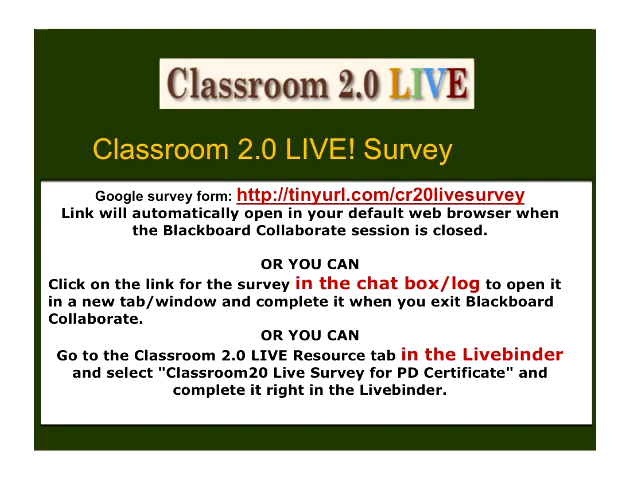 Classroom 2.0 LIVE
Classroom 2.0 LIVE! Survey
Google survey form: http://tinyurl.com/cr20livesurvey
Link will automatically open in your default web browser when
the Blackboard Collaborate session is closed.
OR YOU CAN
Click on the link for the survey in the chat box/log to open it
in a new tab/window and complete it when you exit Blackboard
Collaborate.
OR YOU CAN
Go to the Classroom 2.0 LIVE Resource tab in the Livebinder
and select "Classroom20 Live Survey for PD Certificate" and
complete it right in the Livebinder.